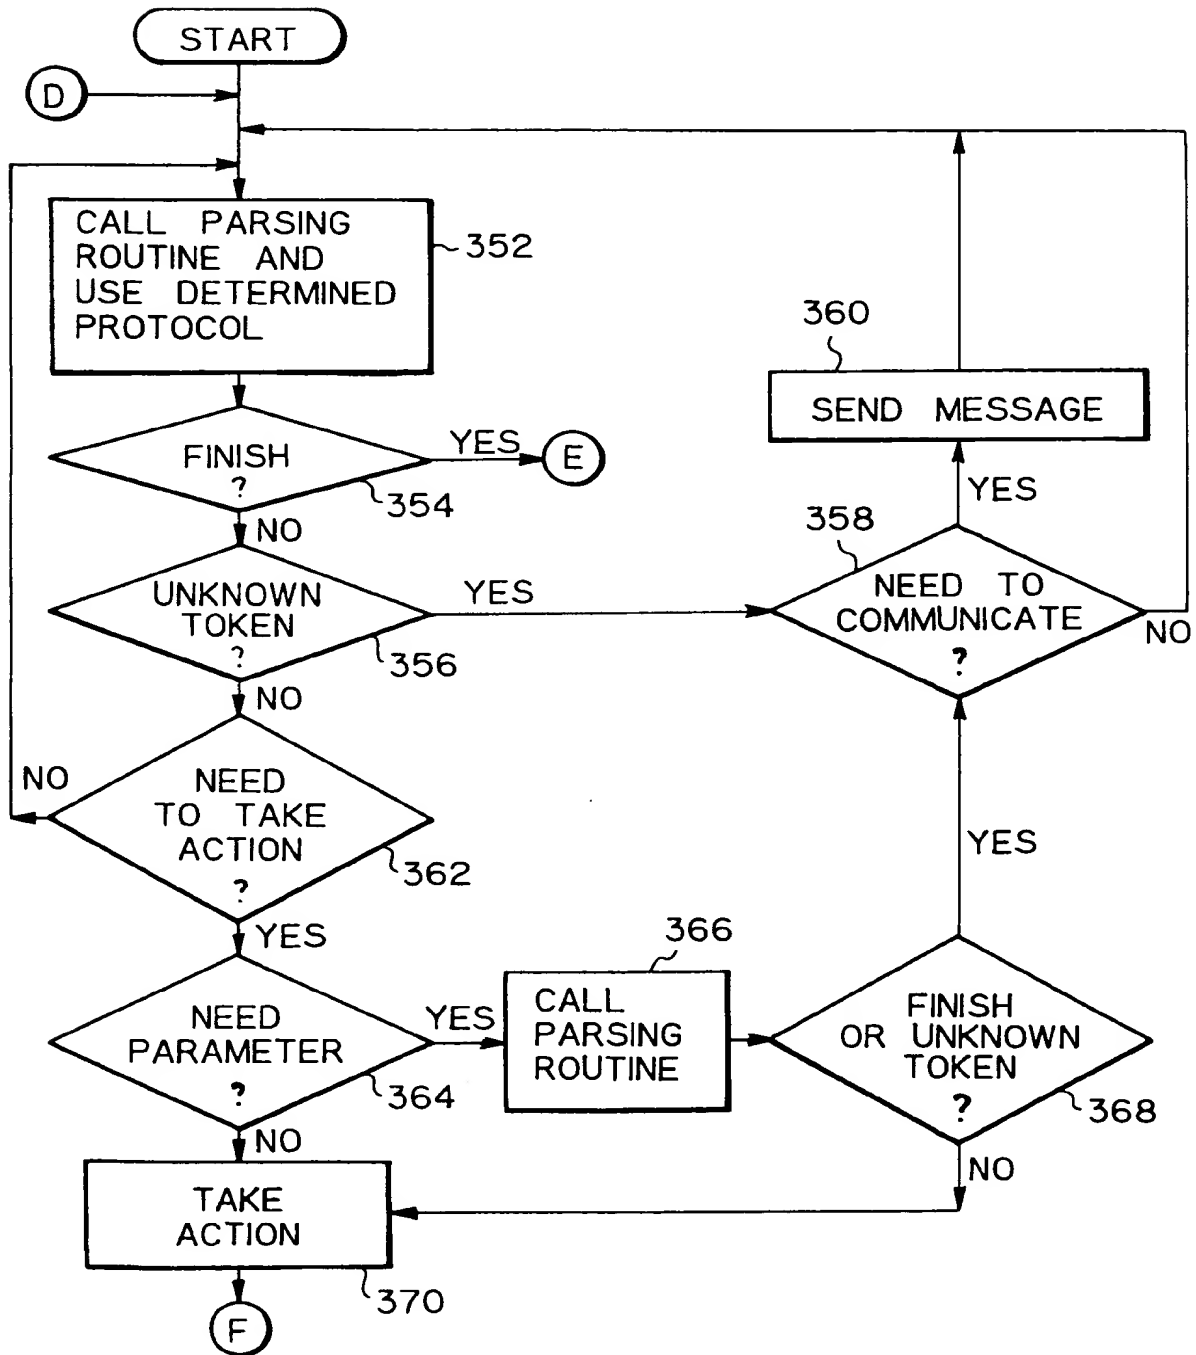 START
D
CALL PARSING
ROUTINE AND
USE DETERMINED
PROTOCOL
352
FINISH
?
354
YES
E
NO
UNKNOWN
TOKEN
?
356
YES
NO
358
NEED TO
COMMUNICATE
?
YES
NO
360
SEND MESSAGE
NEED
TO TAKE
ACTION
?
362
NO
YES
NEED
PARAMETER
?
364
YES
NO
366
CALL
PARSING
ROUTINE
FINISH
OR UNKNOWN
TOKEN
?
368
YES
NO
TAKE
ACTION
370
F